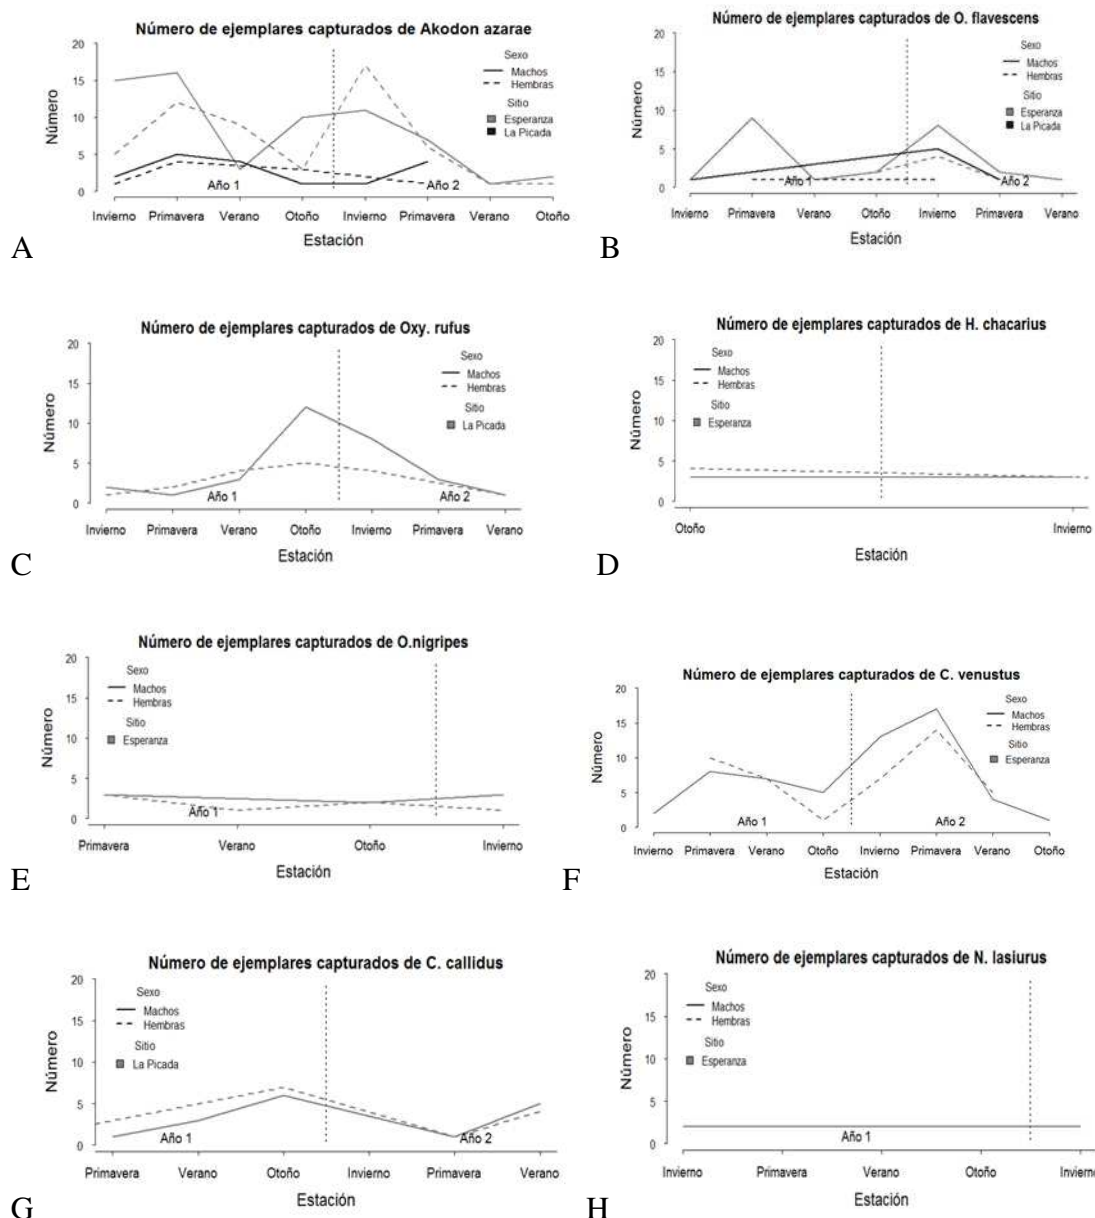 Número de ejemplares capturados de Akodon azarae
20
15
10
5
0
Número
Sexo
Machos
Hembras
Sitio
Esperanza
La Picada
Año 1
Año 2
Invierno Primavera Verano Otoño Invierno Primavera Verano Otoño
Estación
A
Número de ejemplares capturados de O. flavescens
20
15
10
5
0
Número
Sexo
Machos
Hembras
Sitio
Esperanza
La Picada
Año 1
Año 2
Invierno Primavera Verano Otoño Invierno Primavera Verano
Estación
B
Número de ejemplares capturados de Oxy. rufus
20
15
10
5
0
Número
Sexo
Machos
Hembras
Sitio
La Picada
Año 1
Año 2
Invierno Primavera Verano Otoño Invierno Primavera Verano
Estación
C
Número de ejemplares capturados de H. chacarius
20
15
10
5
0
Número
Sexo
Machos
Hembras
Sitio
Esperanza
Otoño Invierno
Estación
D
Número de ejemplares capturados de O.nigripes
20
15
10
5
0
Número
Sexo
Machos
Hembras
Sitio
Esperanza
Año 1
Primavera Verano Otoño Invierno
Estación
E
Número de ejemplares capturados de C. venustus
20
15
10
5
0
Número
Sexo
Machos
Hembras
Sitio
Esperanza
Año 1
Año 2
Invierno Primavera Verano Otoño Invierno Primavera Verano Otoño
Estación
F
Número de ejemplares capturados de C. callidus
20
15
10
5
0
Número
Sexo
Machos
Hembras
Sitio
La Picada
Año 1
Año 2
Primavera Verano Otoño Invierno Primavera Verano
Estación
G
Número de ejemplares capturados de N. lasiurus
20
15
10
5
0
Número
Sexo
Machos
Hembras
Sitio
Esperanza
Año 1
Invierno Primavera Verano Otoño Invierno
Estación
H